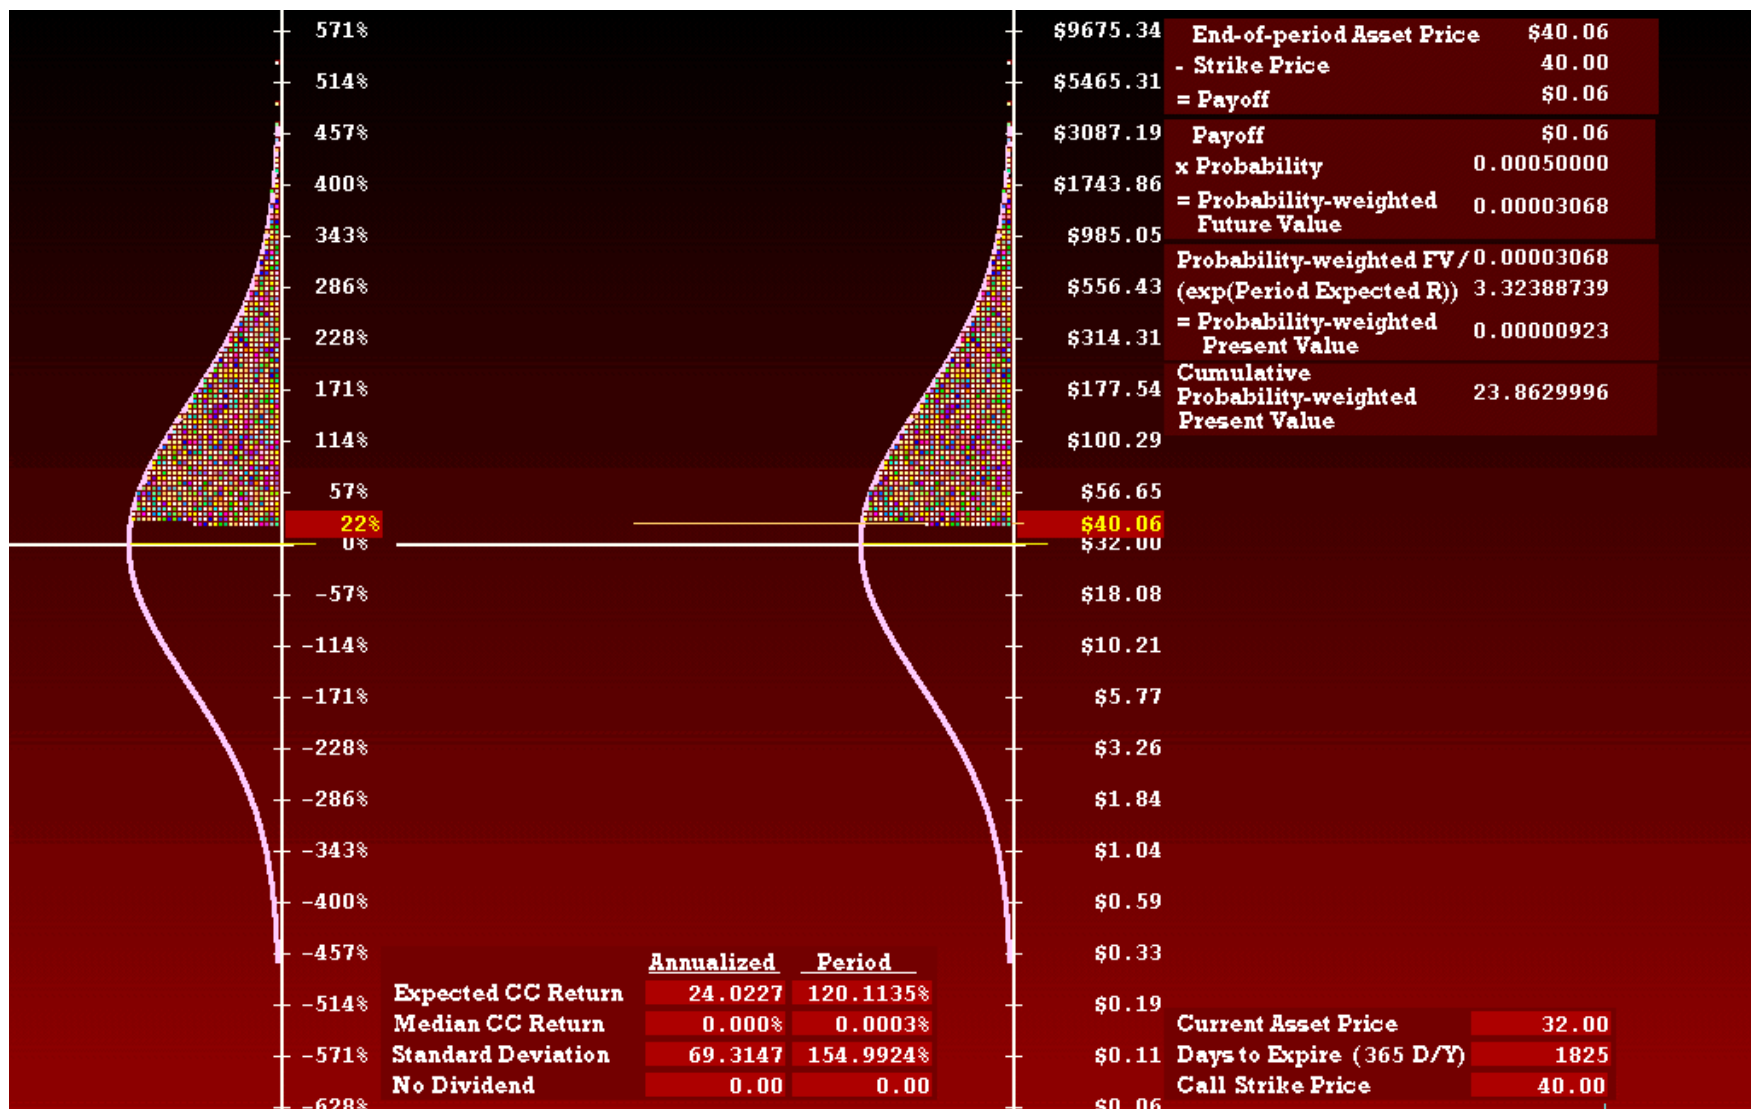 571%
514%
457%
400%
343%
286%
228%
171%
114%
57%
22%
0%
-57%
-114%
-171%
-228%
-286%
-343%
-400%
-457%
-514%
-571%
-628%
$9675.34
$5465.31
$3087.19
$1743.86
$985.05
$556.43
$314.31
$177.54
$100.29
$56.65
$40.06
$32.00
$18.08
$10.21
$5.77
$3.26
$1.84
$1.04
$0.59
$0.33
$0.19
$0.11
$0.06
End-of-period Asset Price $40.06
- Strike Price 40.00
= Payoff $0.06
Payoff $0.06
x Probability 0.00050000
= Probability-weighted
Future Value 0.00003068
Probability-weighted FV / 0.00003068
(exp(Period Expected R)) 3.32388739
= Probability-weighted
Present Value 0.00000923
Cumulative
Probability-weighted 23.8629996
Present Value
Annualized Period
Expected CC Return 24.0227 120.1135%
Median CC Return 0.000% 0.0003%
Standard Deviation 69.3147 154.9924%
No Dividend 0.00 0.00
Current Asset Price 32.00
Days to Expire (365 D/Y) 1825
Call Strike Price 40.00